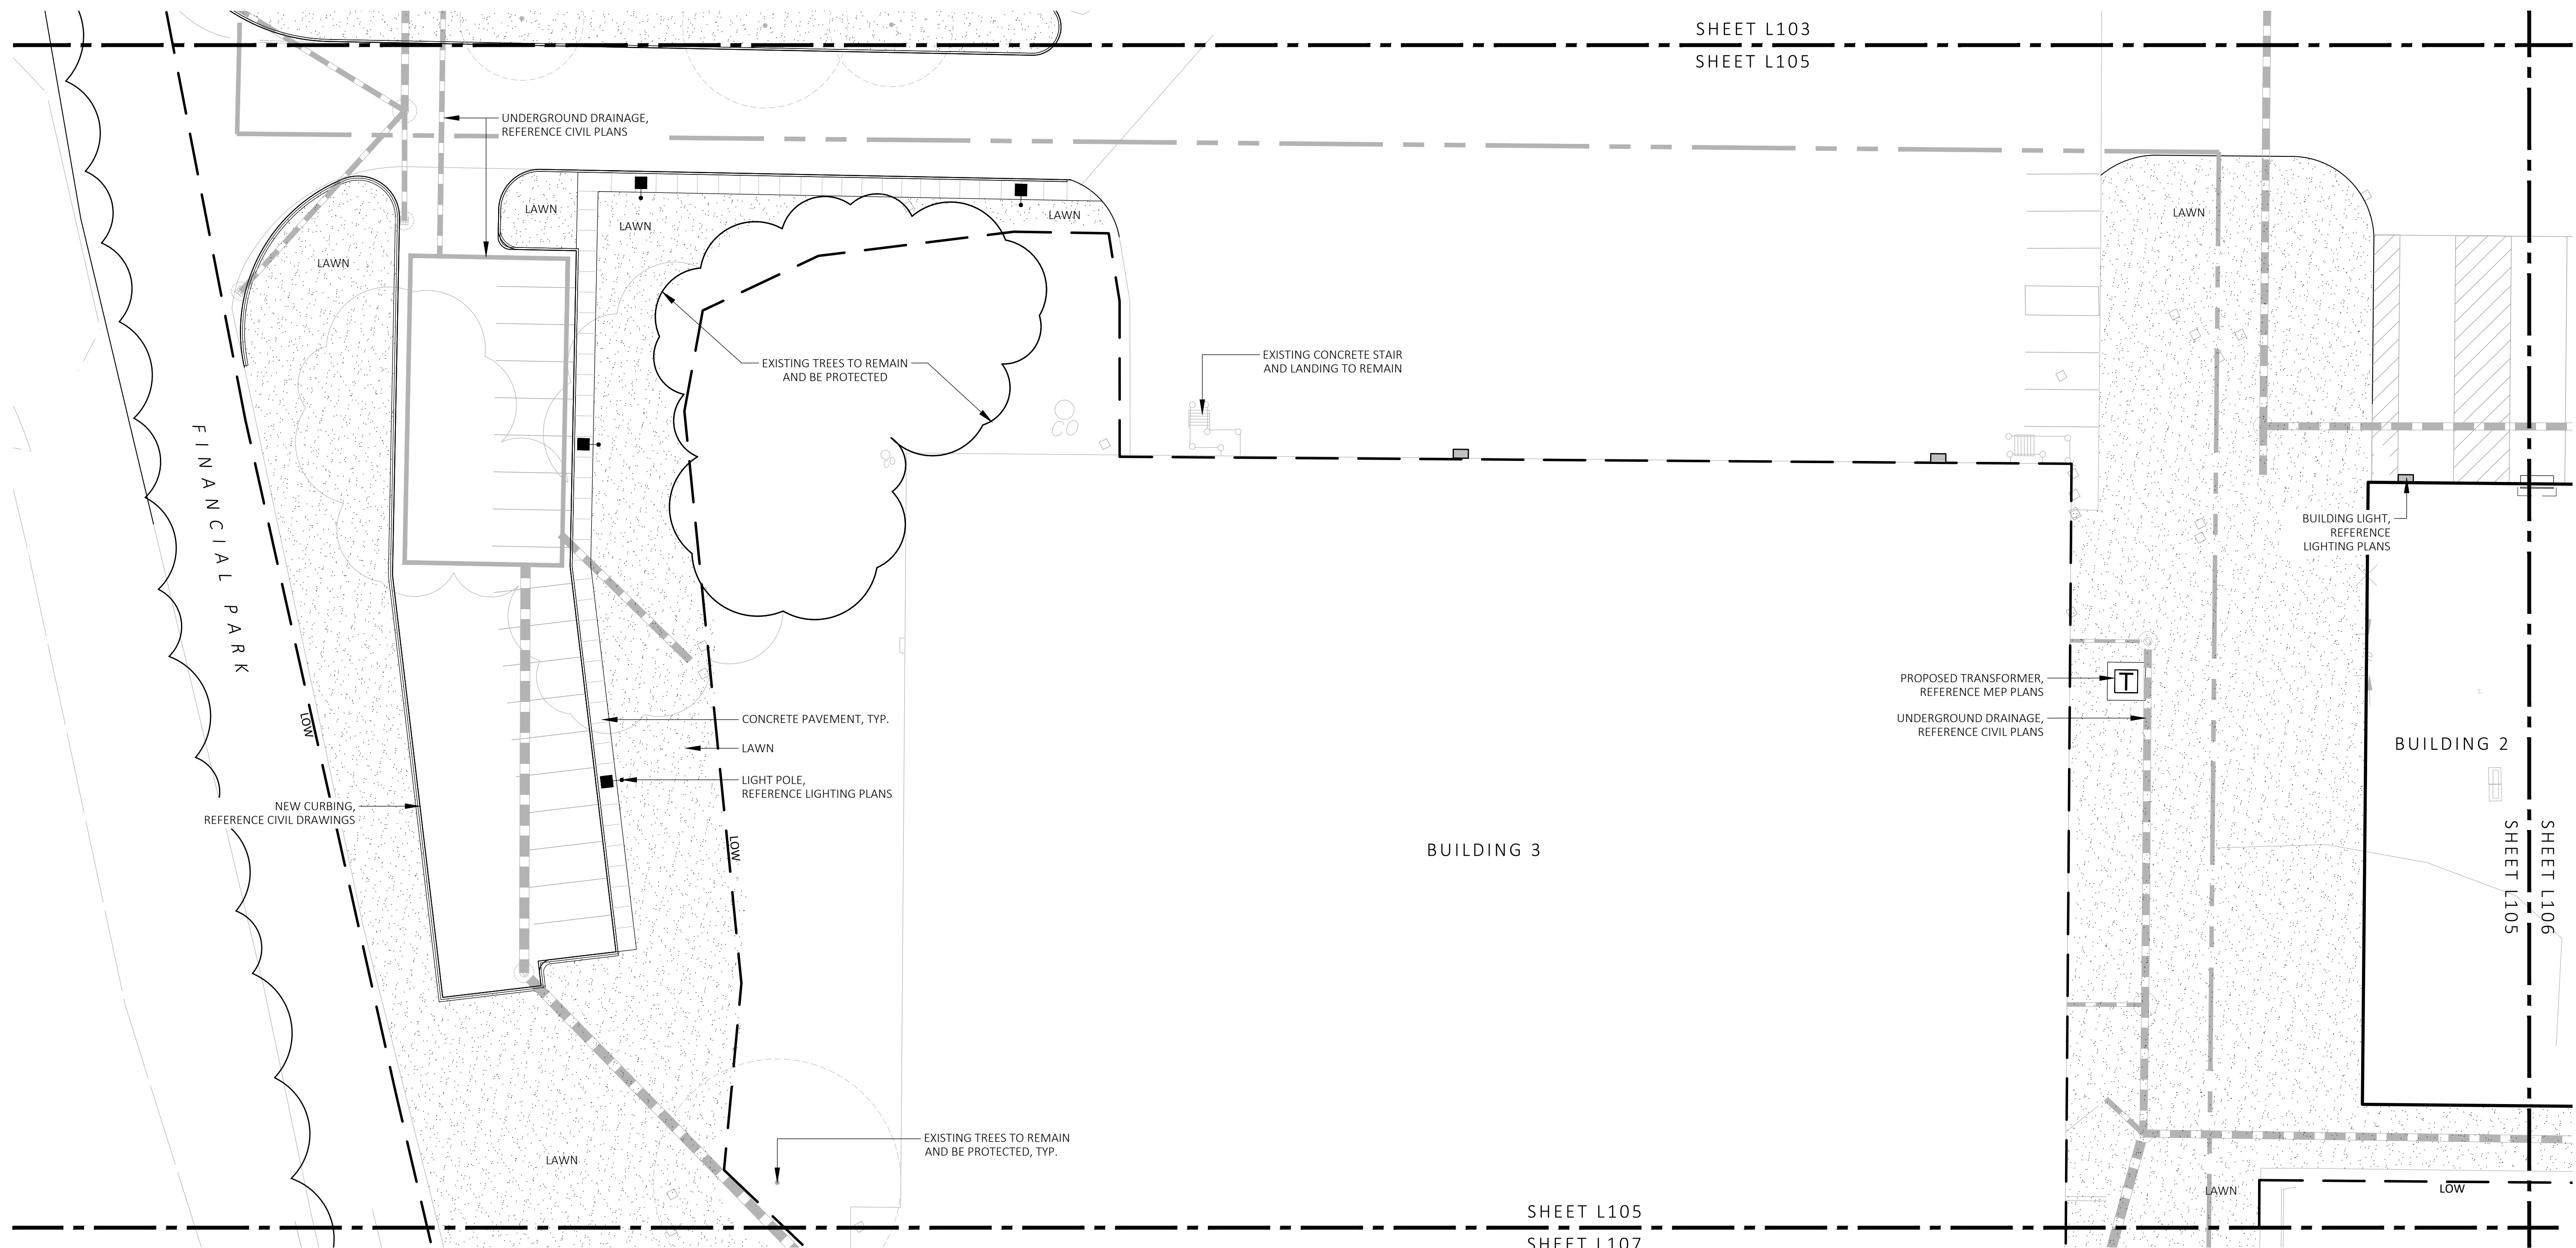 SHEET L103
SHEET L105
UNDERGROUND DRAINAGE,
REFERENCE CIVIL PLANS
LAWN
LAWN
LAWN
LAWN
LAWN
EXISTING TREES TO REMAIN
AND BE PROTECTED
EXISTING CONCRETE STAIR
AND LANDING TO REMAIN
FINANCIAL PARK
BUILDING LIGHT,
REFERENCE
LIGHTING PLANS
PROPOSED TRANSFORMER,
REFERENCE MEP PLANS
T
UNDERGROUND DRAINAGE,
REFERENCE CIVIL PLANS
LOW
CONCRETE PAVEMENT, TYP.
LAWN
LIGHT POLE,
REFERENCE LIGHTING PLANS
BUILDING 2
NEW CURBING,
REFERENCE CIVIL DRAWINGS
LOW
BUILDING 3
SHEET L105
SHEET L106
EXISTING TREES TO REMAIN
AND BE PROTECTED, TYP.
LAWN
LAWN
LOW
SHEET L105
SHEET L107